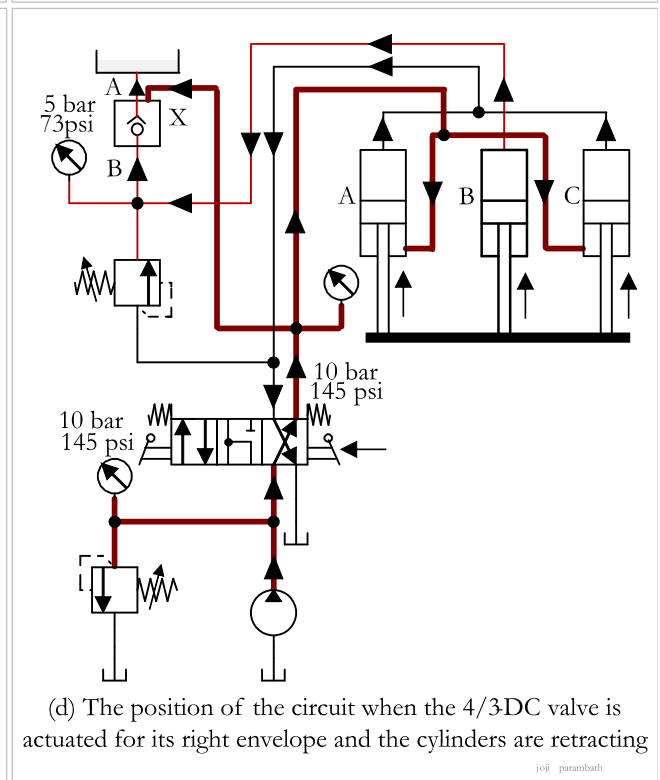 A
X
5 bar
73psi
B
A
B
C
10 bar
145 psi
10 bar
145 psi
(d) The position of the circuit when the 4/3-DC valve is
actuated for its right envelope and the cylinders are retracting
joji parambath